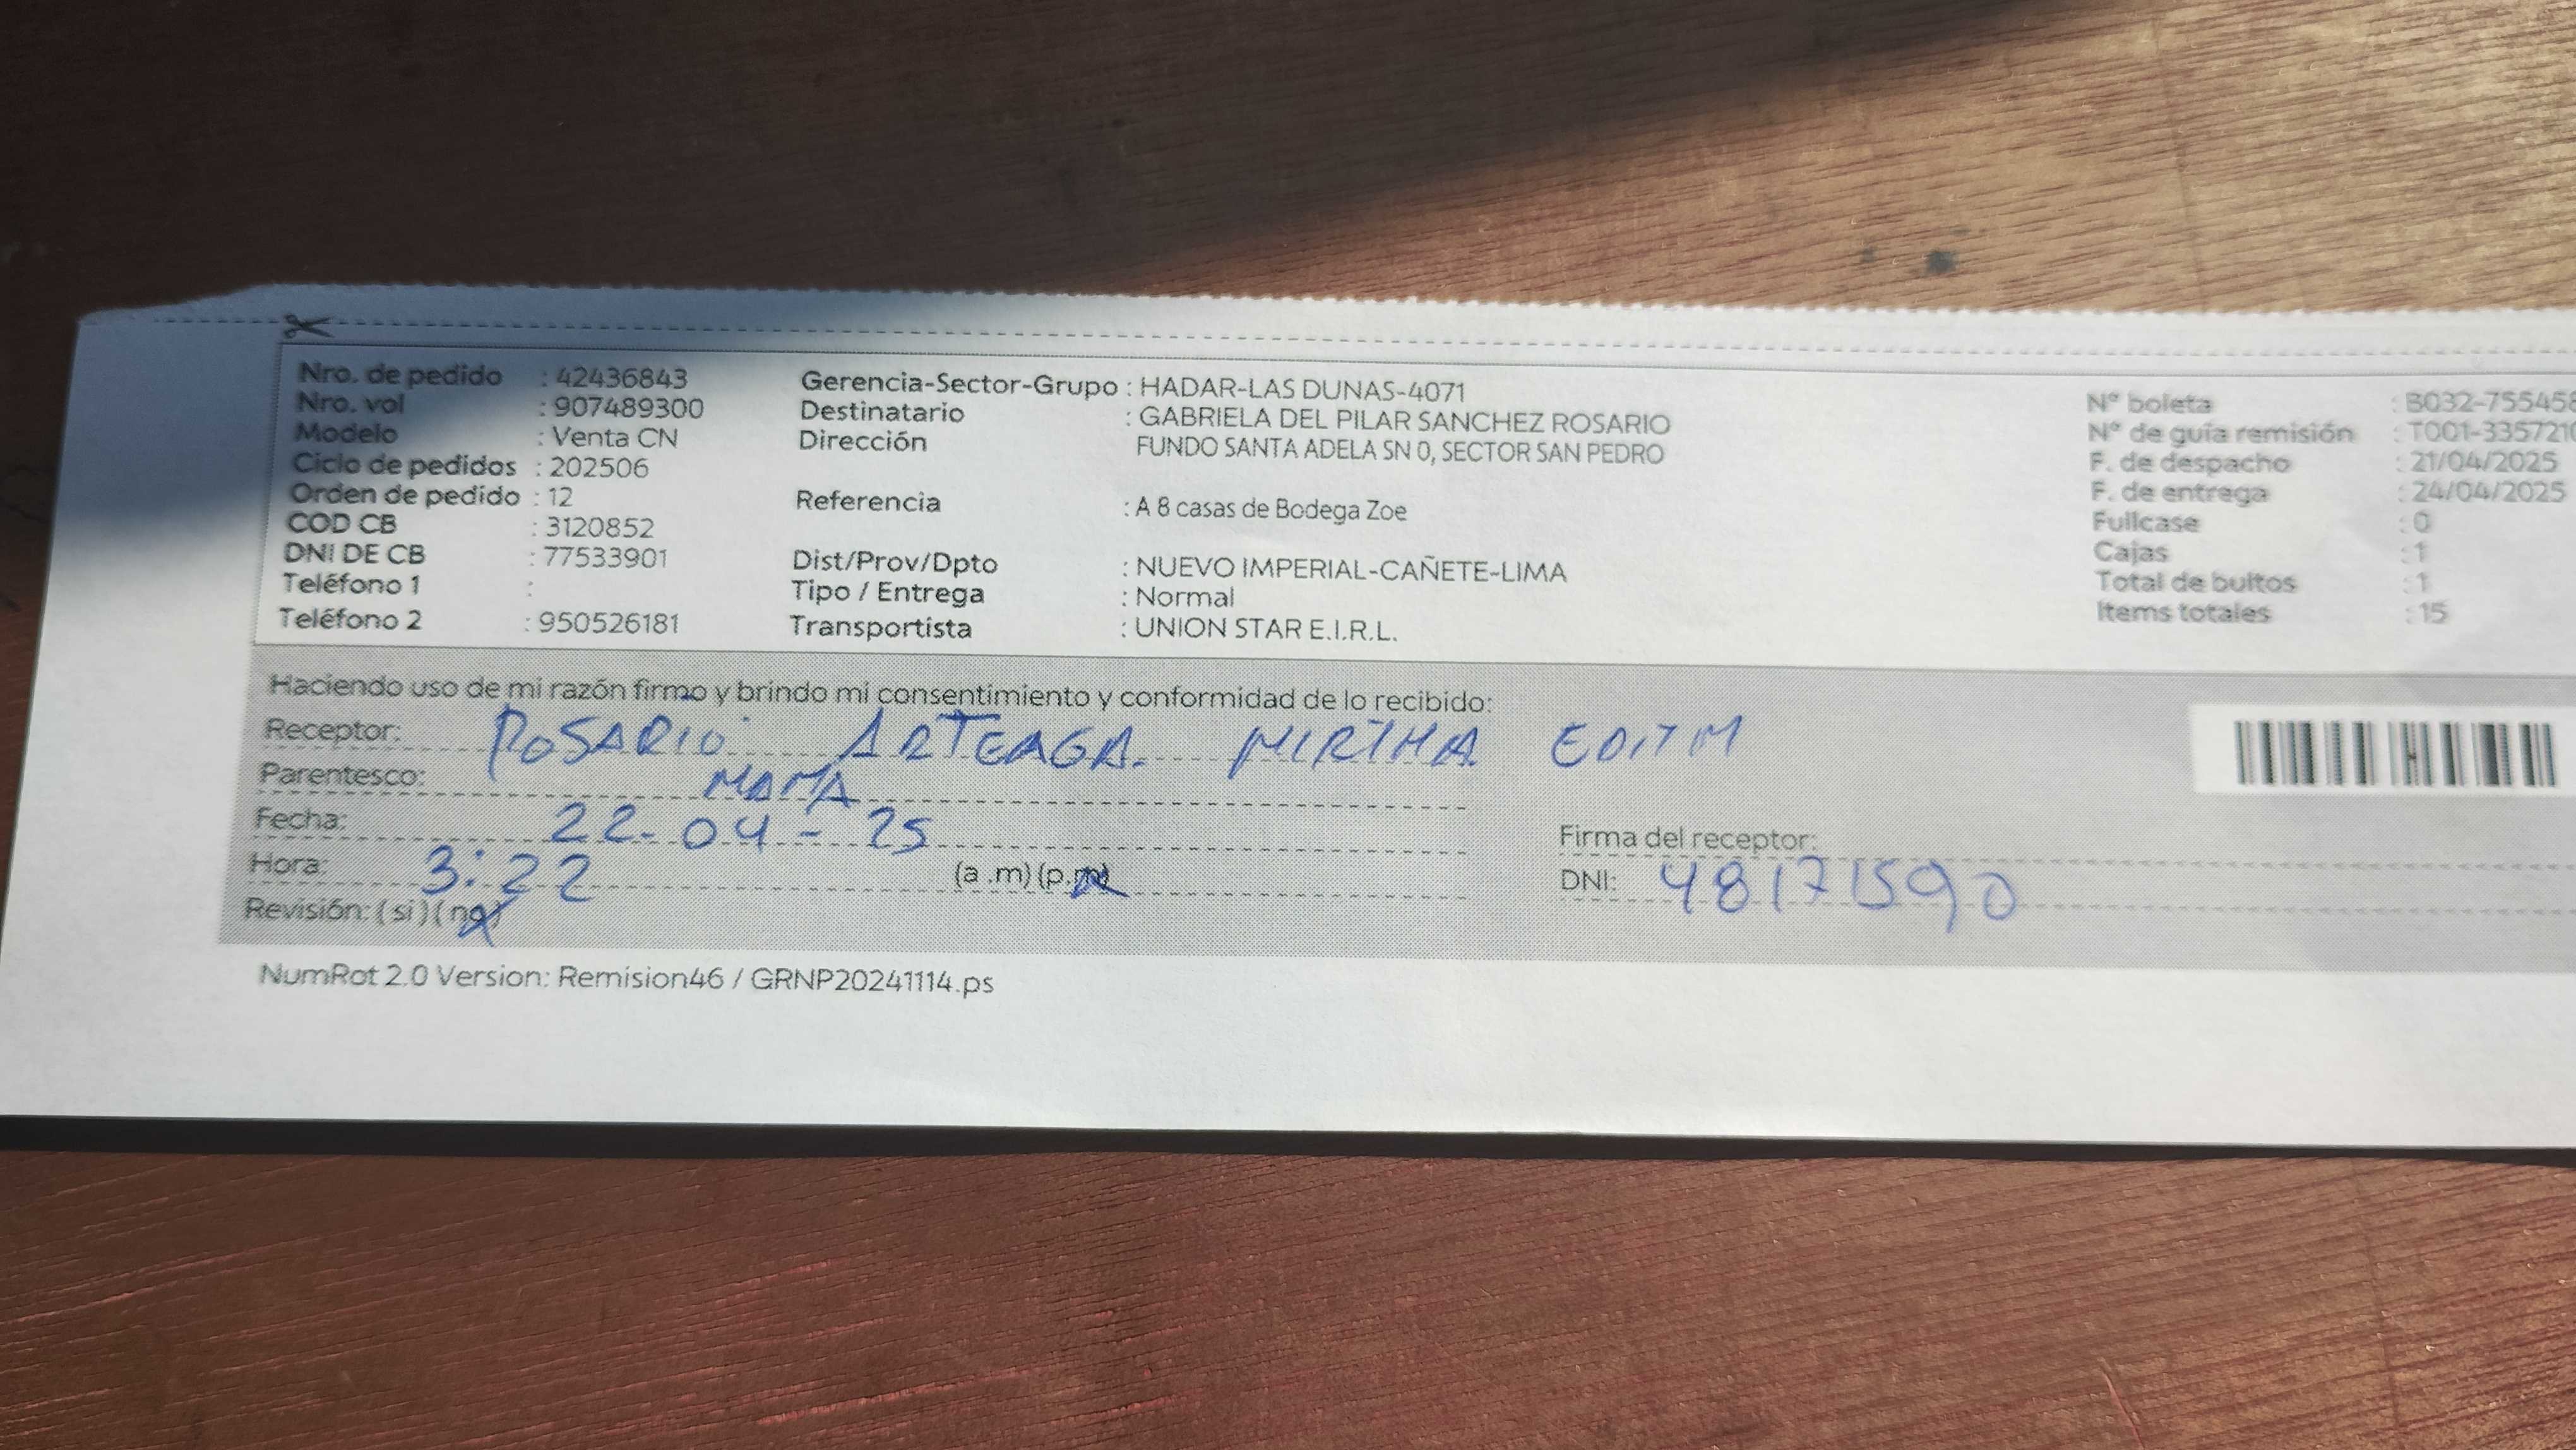 Nro. de pedido : 42436843
Nro. vol : 907489300
Modelo : Venta CN
Ciclo de pedidos : 202506
Orden de pedido : 12
COD CB : 3120852
DNI DE CB : 77533901
Teléfono 1 :
Teléfono 2 : 950526181
Gerencia-Sector-Grupo : HADAR-LAS DUNAS-4071
Destinatario : GABRIELA DEL PILAR SANCHEZ ROSARIO
Dirección FUNDO SANTA ADELA SN 0, SECTOR SAN PEDRO
Referencia : A 8 casas de Bodega Zoe
Dist/Prov/Dpto : NUEVO IMPERIAL-CAÑETE-LIMA
Tipo / Entrega : Normal
Transportista : UNION STAR E.I.R.L.
N° boleta : B032-755458
N° de guía remisión : T001-3357210
F. de despacho : 21/04/2025
F. de entrega : 24/04/2025
Fullcase : 0
Cajas : 1
Total de bultos : 1
Items totales : 15
Haciendo uso de mi razón firmo y brindo mi consentimiento y conformidad de lo recibido:
Receptor: ROSARIO ARTEAGA. MIRTHA EDITH
Parentesco: MAMA
Fecha: 22-04-25
Hora: 3:22 (a .m) (p.m)
Revisión: (si) (no)
Firma del receptor:
DNI: 48171590
NumRot 2.0 Version: Remision46 / GRNP20241114.ps